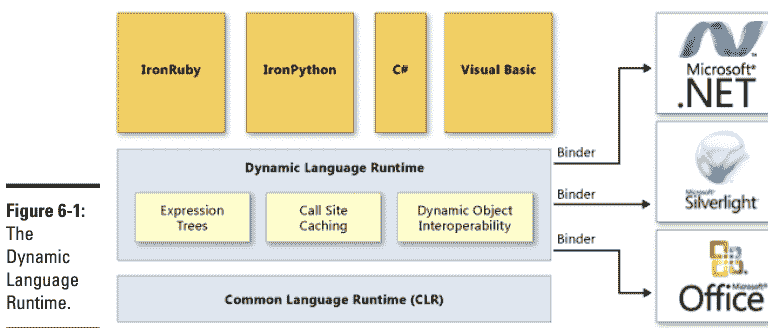 IronRuby
IronPython
C#
Visual Basic
Dynamic Language Runtime
Expression
Trees
Call Site
Caching
Dynamic Object
Interoperability
Common Language Runtime (CLR)
Binder
Binder
Binder
Microsoft®
.NET
Microsoft®
Silverlight
Microsoft®
Office
Figure 6-1:
The
Dynamic
Language
Runtime.